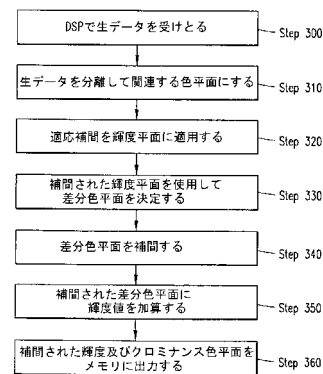 DSPで生データを受けとる
Step 300
生データを分離して関連する色平面にする
Step 310
適応補間を輝度平面に適用する
Step 320
補間された輝度平面を使用して
差分色平面を決定する
Step 330
差分色平面を補間する
Step 340
補間された差分色平面に
輝度値を加算する
Step 350
補間された輝度及びクロミナンス色平面を
メモリに出力する
Step 360